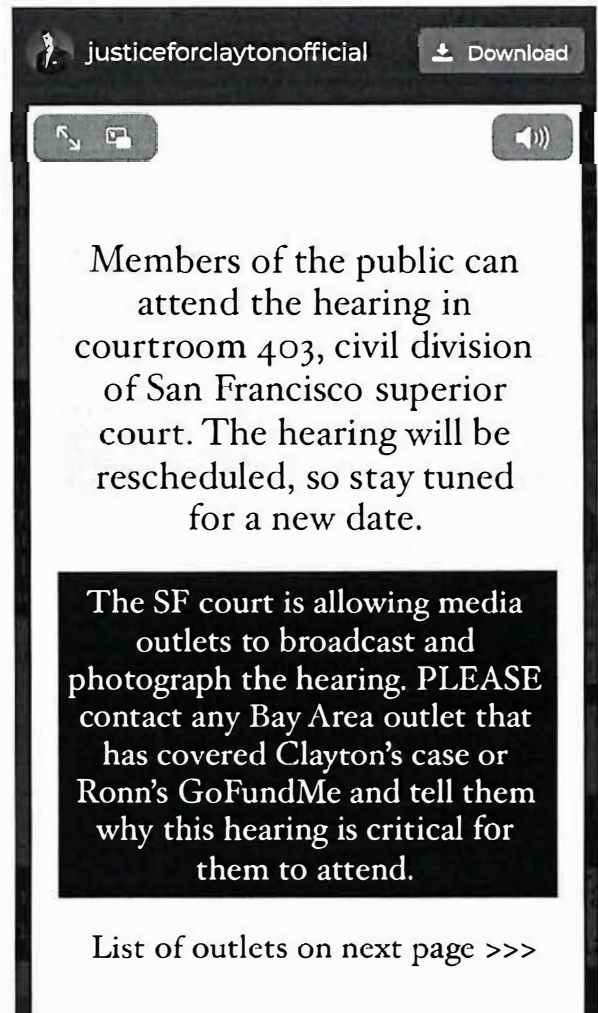 justiceforclaytonofficial
Download
Members of the public can
attend the hearing in
courtroom 403, civil division
of San Francisco superior
court. The hearing will be
rescheduled, so stay tuned
for a new date.
The SF court is allowing media
outlets to broadcast and
photograph the hearing. PLEASE
contact any Bay Area outlet that
has covered Clayton's case or
Ronn's GoFundMe and tell them
why this hearing is critical for
them to attend.
List of outlets on next page >>>